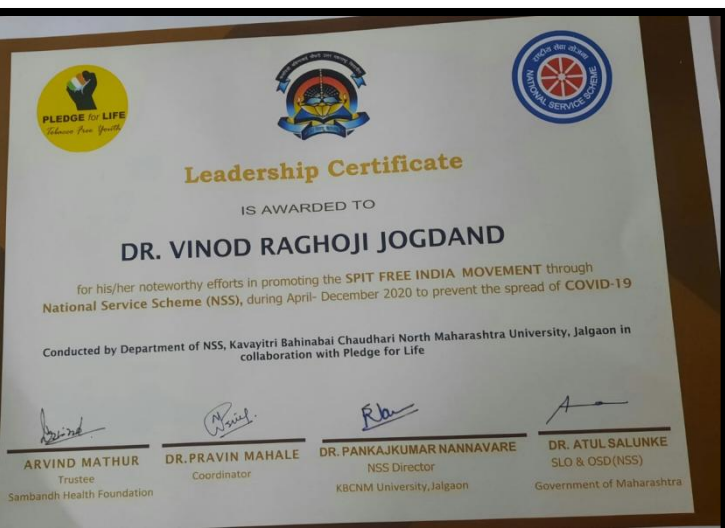 PLEDGE for LIFE
Tobacco Free Youth
राष्ट्रीय सेवा योजना
NATIONAL SERVICE SCHEME
Leadership Certificate
IS AWARDED TO
DR. VINOD RAGHOJI JOGDAND
for his/her noteworthy efforts in promoting the SPIT FREE INDIA MOVEMENT through
National Service Scheme (NSS), during April- December 2020 to prevent the spread of COVID-19
Conducted by Department of NSS, Kavayitri Bahinabai Chaudhari North Maharashtra University, Jalgaon in
collaboration with Pledge for Life
ARVIND MATHUR
Trustee
Sambandh Health Foundation
DR.PRAVIN MAHALE
Coordinator
DR. PANKAJKUMAR NANNAVARE
NSS Director
KBCNM University, Jalgaon
DR. ATUL SALUNKE
SLO & OSD(NSS)
Government of Maharashtra